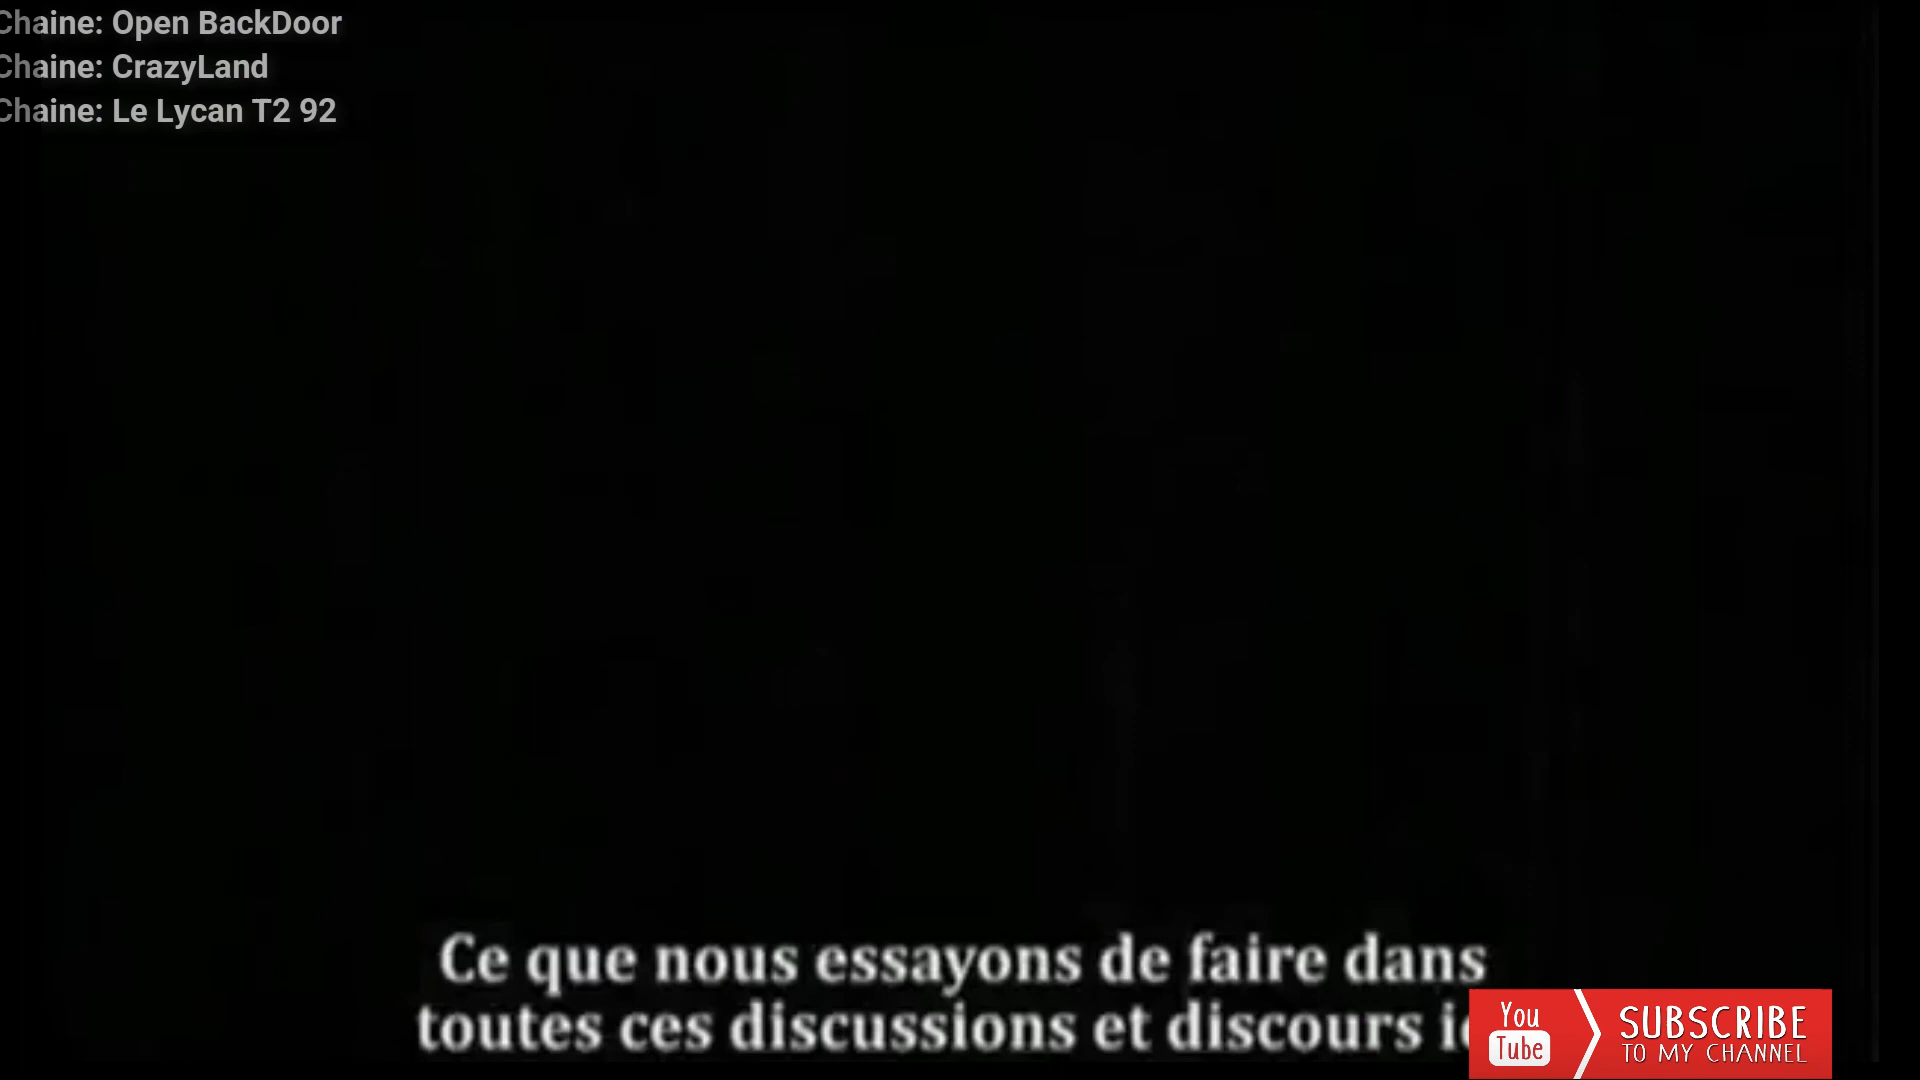 Chaine: Open BackDoor
Chaine: CrazyLand
Chaine: Le Lycan T2 92
Ce que nous essayons de faire dans
toutes ces discussions et discours
You
Tube
SUBSCRIBE
TO MY CHANNEL